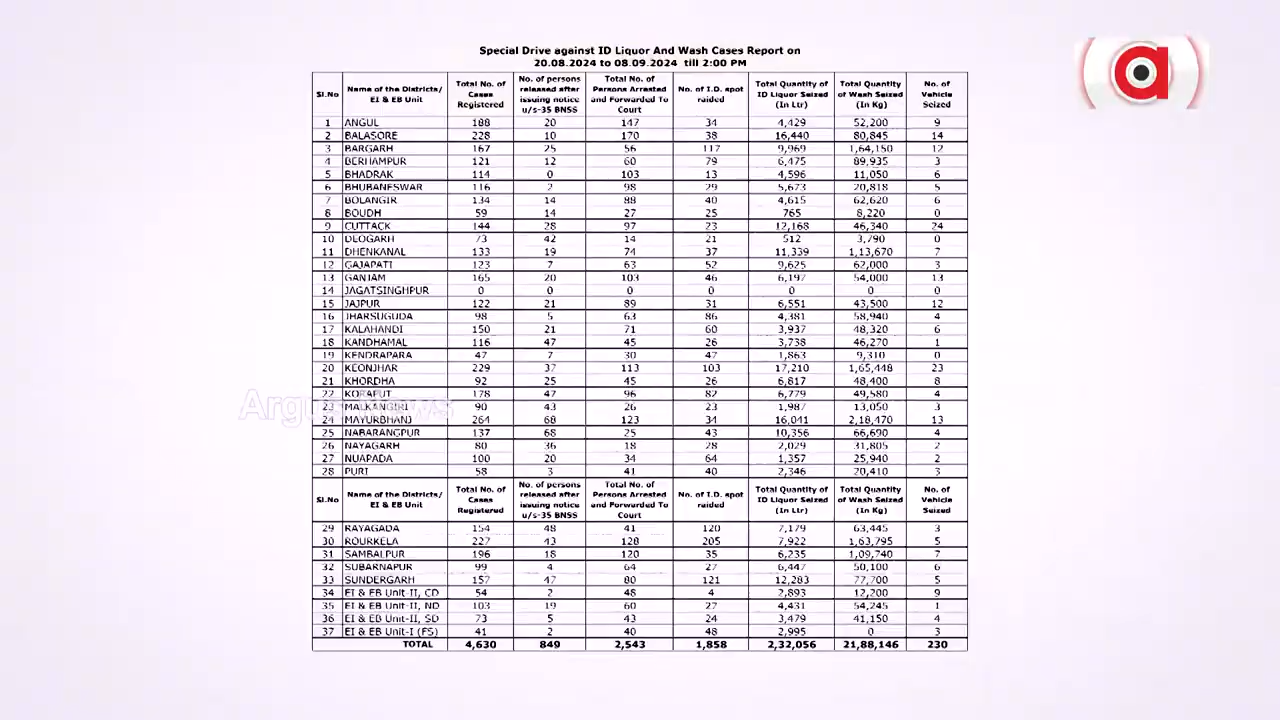 Special Drive against ID Liquor And Wash Cases Report on
20.08.2024 to 08.09.2024 till 2:00 PM
Sl.No Name of the Districts/ EI & EB Unit Total No. of Cases Registered No. of persons released after issuing notice u/s-35 BNSS Total No. of Persons Arrested and Forwarded To Court No. of I.D. spot raided Total Quantity of ID Liquor Seized (In Ltr) Total Quantity of Wash Seized (In Kg) No. of Vehicle Seized
1 ANGUL 188 20 147 34 4,429 52,200 9
2 BALASORE 228 10 170 38 16,440 80,845 14
3 BARGARH 167 25 56 117 9,969 1,64,150 12
4 BERHAMPUR 121 12 60 79 6,475 89,935 3
5 BHADRAK 114 0 103 13 4,596 11,050 6
6 BHUBANESWAR 116 2 98 29 5,673 20,818 5
7 BOLANGIR 134 14 88 40 4,615 62,620 6
8 BOUDH 59 14 27 25 765 8,220 0
9 CUTTACK 144 28 97 23 12,168 46,340 24
10 DEOGARH 73 42 14 21 512 3,790 0
11 DHENKANAL 133 19 74 37 11,339 1,13,670 7
12 GAJAPATI 123 7 63 52 9,625 62,000 3
13 GANJAM 165 20 103 46 6,197 54,000 13
14 JAGATSINGHPUR 0 0 0 0 0 0 0
15 JAJPUR 122 21 89 31 6,551 43,500 12
16 JHARSUGUDA 98 5 63 86 4,381 58,940 4
17 KALAHANDI 150 21 71 60 3,937 48,320 6
18 KANDHAMAL 116 47 45 26 3,738 46,270 1
19 KENDRAPARA 47 7 30 47 1,863 9,310 0
20 KEONJHAR 229 37 113 103 17,210 1,65,448 23
21 KHORDHA 92 25 45 26 6,817 48,400 8
22 KORAPUT 178 47 96 82 6,779 49,580 4
23 MALKANGIRI 90 43 26 23 1,987 13,050 3
24 MAYURBHANJ 264 68 123 34 16,041 2,18,470 13
25 NABARANGPUR 137 68 25 43 10,356 66,690 4
26 NAYAGARH 80 36 18 28 2,029 31,805 2
27 NUAPADA 100 20 34 64 1,357 25,940 2
28 PURI 58 3 41 40 2,346 20,410 3
Sl.No Name of the Districts/ EI & EB Unit Total No. of Cases Registered No. of persons released after issuing notice u/s-35 BNSS Total No. of Persons Arrested and Forwarded To Court No. of I.D. spot raided Total Quantity of ID Liquor Seized (In Ltr) Total Quantity of Wash Seized (In Kg) No. of Vehicle Seized
29 RAYAGADA 154 48 41 120 7,179 63,445 3
30 ROURKELA 227 43 128 205 7,922 1,63,795 5
31 SAMBALPUR 196 18 120 35 6,235 1,09,740 7
32 SUBARNAPUR 99 4 64 27 6,447 50,100 6
33 SUNDERGARH 157 47 80 121 12,283 77,700 5
34 EI & EB Unit-II, CD 54 2 48 4 2,893 12,200 9
35 EI & EB Unit-II, ND 103 19 60 27 4,431 54,245 1
36 EI & EB Unit-II, SD 73 5 43 24 3,479 41,150 4
37 EI & EB Unit-I (FS) 41 2 40 48 2,995 0 3
TOTAL 4,630 849 2,543 1,858 2,32,056 21,88,146 230
Argus News
a